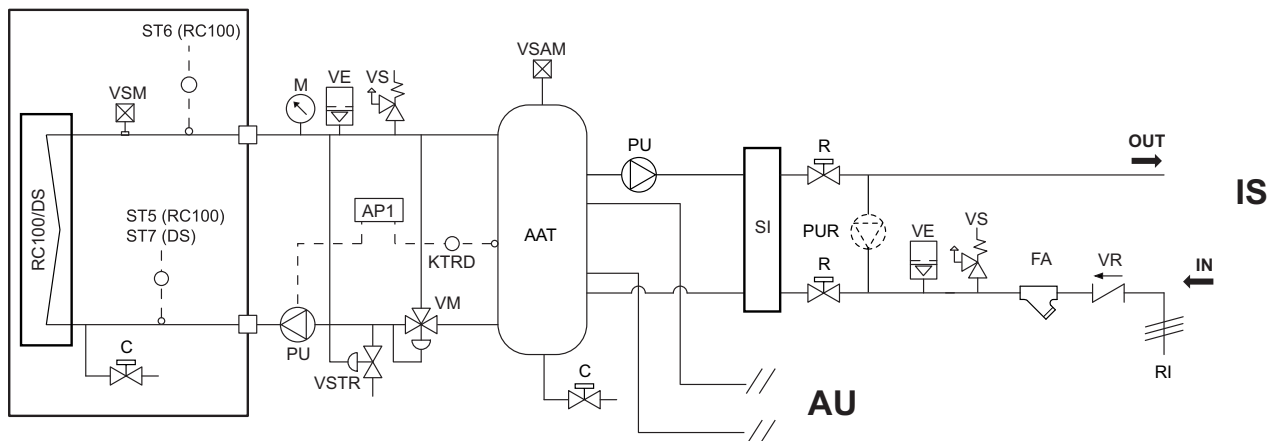 ST6 (RC100)
VSM
M
VE
VS
VSAM
PU
R
OUT
IS
RC100/DS
ST5 (RC100)
ST7 (DS)
AP1
KTRD
AAT
SI
PUR
VE
VS
FA
VR
IN
R
VM
C
PU
VSTR
C
AU
RI